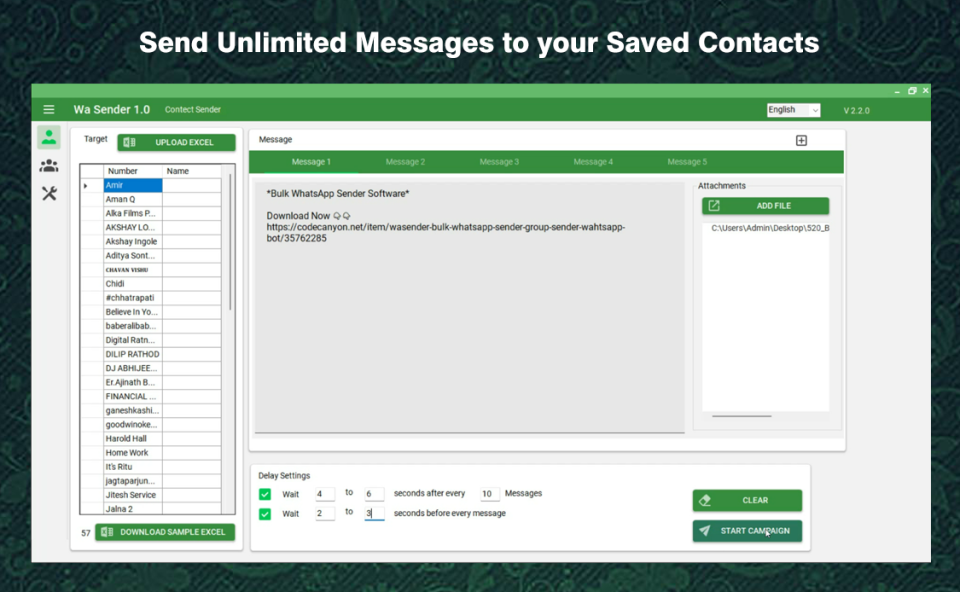 Send Unlimited Messages to your Saved Contacts
Wa Sender 1.0 Contect Sender
English
V 2.2.0
Target
UPLOAD EXCEL
Number Name
Amir
Aman Q
Alka Films P...
AKSHAY LO...
Akshay Ingole
Aditya Sont...
CHAVAN VISHU
Chidi
#chhatrapati
Believe In Yo...
baberalibab...
Digital Ratn...
DILIP RATHOD
DJ ABHIJEE...
Er.Ajinath B...
FINANCIAL ...
ganeshkashi...
goodwinoke...
Harold Hall
Home Work
It's Ritu
jagtaparjun...
Jitesh Service
Jalna 2
57 DOWNLOAD SAMPLE EXCEL
Message
Message 1 Message 2 Message 3 Message 4 Message 5
*Bulk WhatsApp Sender Software*
Download Now
https://codecanyon.net/item/wasender-bulk-whatsapp-sender-group-sender-wahtsapp-
bot/35762285
Attachments
ADD FILE
C:\Users\Admin\Desktop\520_B
Delay Settings
Wait 4 to 6 seconds after every 10 Messages
Wait 2 to 3 seconds before every message
CLEAR
START CAMPAIGN